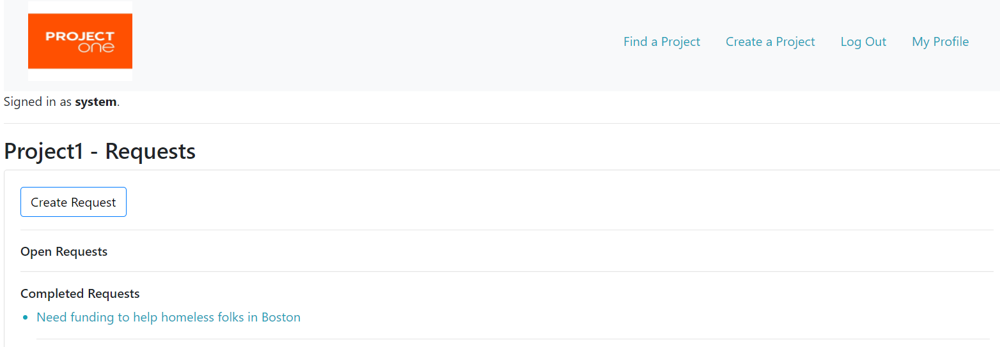 PROJECT
one
Find a Project Create a Project Log Out My Profile
Signed in as system.
Project1 - Requests
Create Request
Open Requests
Completed Requests
Need funding to help homeless folks in Boston